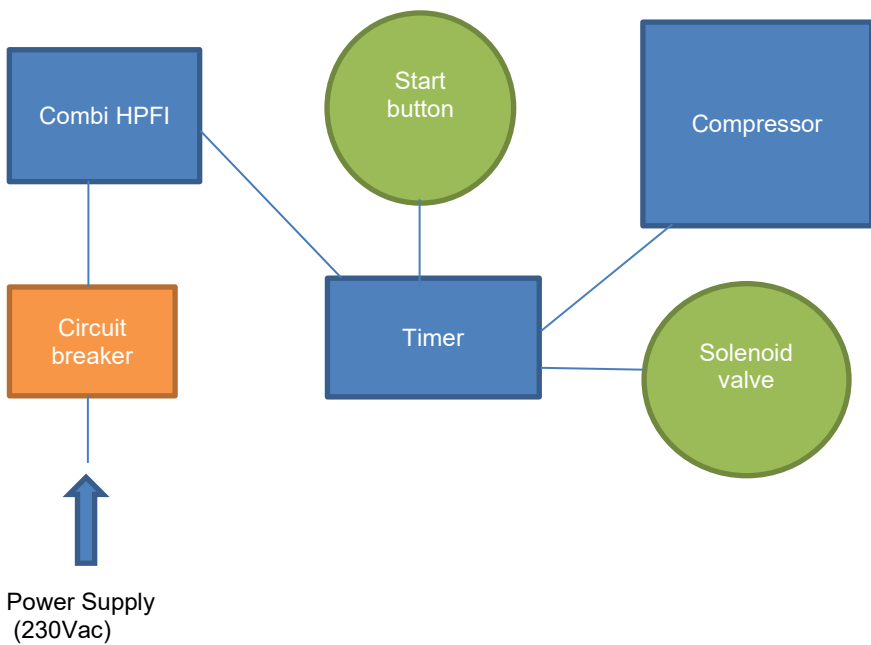 Combi HPFI
Start
button
Compressor
Circuit
breaker
Timer
Solenoid
valve
Power Supply
(230Vac)